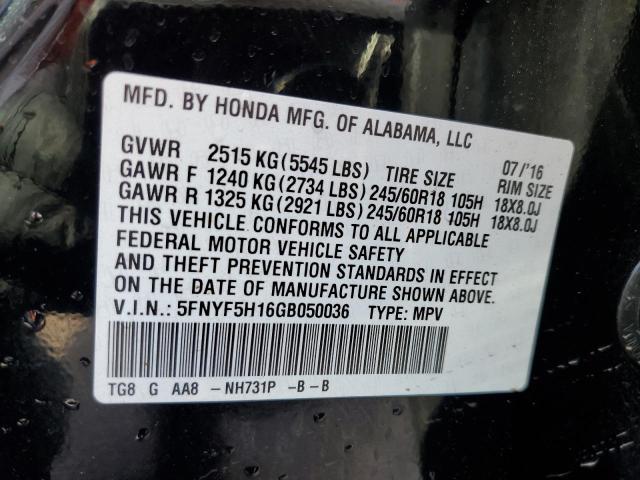 MFD. BY HONDA MFG. OF ALABAMA, LLC
07/'16
GVWR 2515 KG (5545 LBS) TIRE SIZE RIM SIZE
GAWR F 1240 KG (2734 LBS) 245/60R18 105H 18X8.0J
GAWR R 1325 KG (2921 LBS) 245/60R18 105H 18X8.0J
THIS VEHICLE CONFORMS TO ALL APPLICABLE
FEDERAL MOTOR VEHICLE SAFETY
AND THEFT PREVENTION STANDARDS IN EFFECT
ON THE DATE OF MANUFACTURE SHOWN ABOVE.
V.I.N.: 5FNYF5H16GB050036 TYPE: MPV
TG8 G AA8 – NH731P –B – B